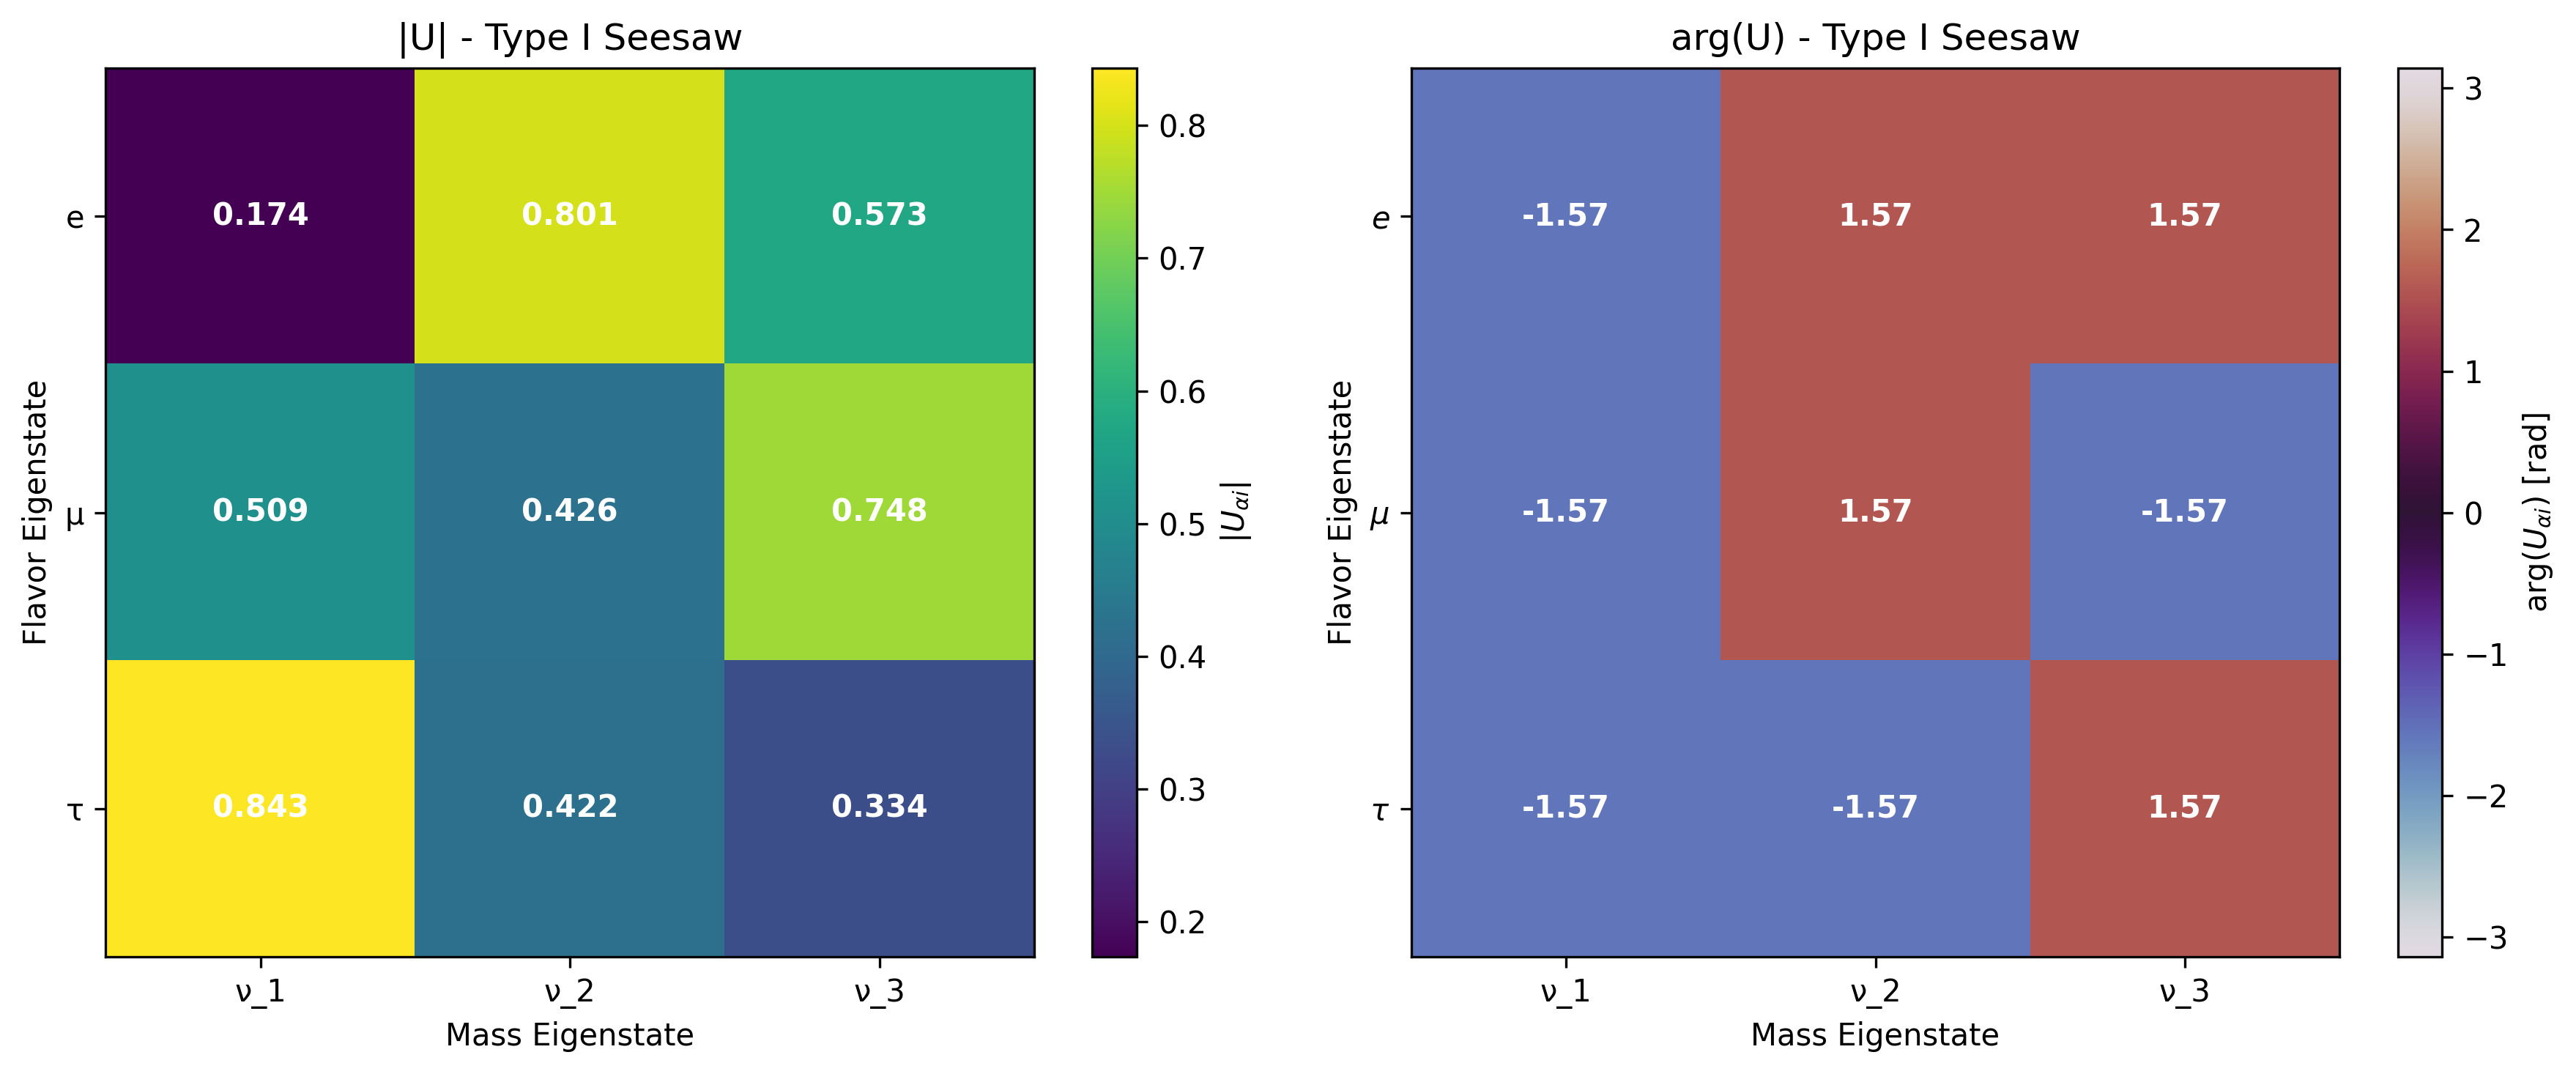 |U| - Type I Seesaw
Flavor Eigenstate
e
μ
τ
0.174 0.801 0.573
0.509 0.426 0.748
0.843 0.422 0.334
ν_1 ν_2 ν_3
Mass Eigenstate
0.8
0.7
0.6
0.5
0.4
0.3
0.2
|U_{αi}|
arg(U) - Type I Seesaw
Flavor Eigenstate
e
μ
τ
-1.57 1.57 1.57
-1.57 1.57 -1.57
-1.57 -1.57 1.57
ν_1 ν_2 ν_3
Mass Eigenstate
3
2
1
0
−1
−2
−3
arg(U_{αi}) [rad]